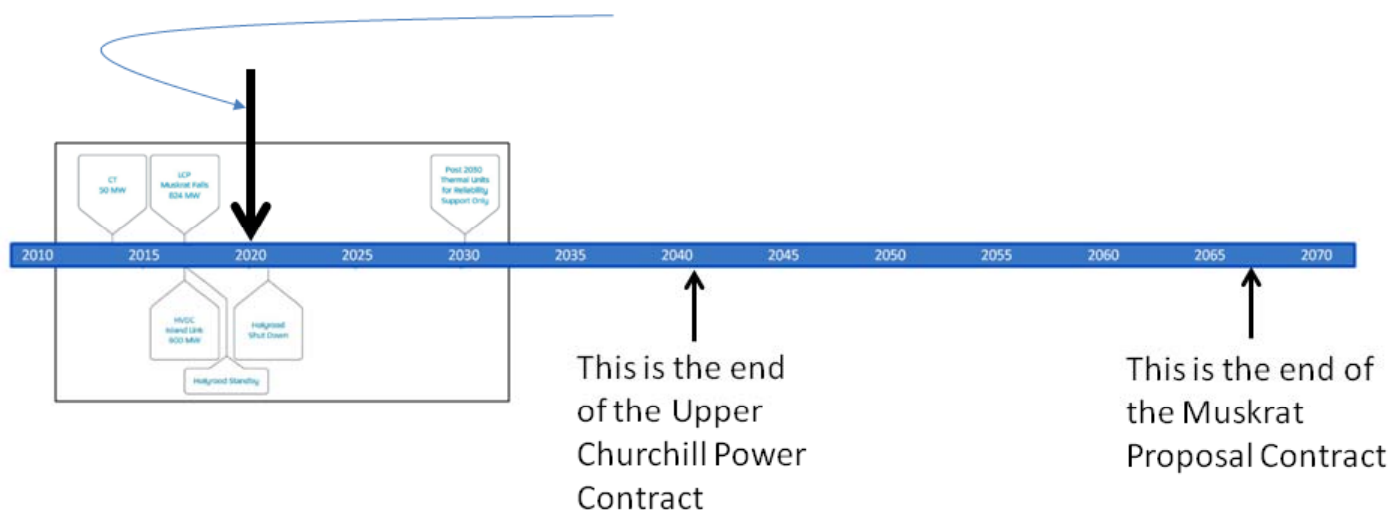 CT
50 MW
LCP
Muskrat Falls
824 MW
Post 2030
Thermal Units
for Reliability
Support Only
2010 2015 2020 2025 2030 2035 2040 2045 2050 2055 2060 2065 2070
HVDC
Island Link
900 MW
Holyrood
Shut Down
Holyrood Standby
This is the end
of the Upper
Churchill Power
Contract
This is the end of
the Muskrat
Proposal Contract